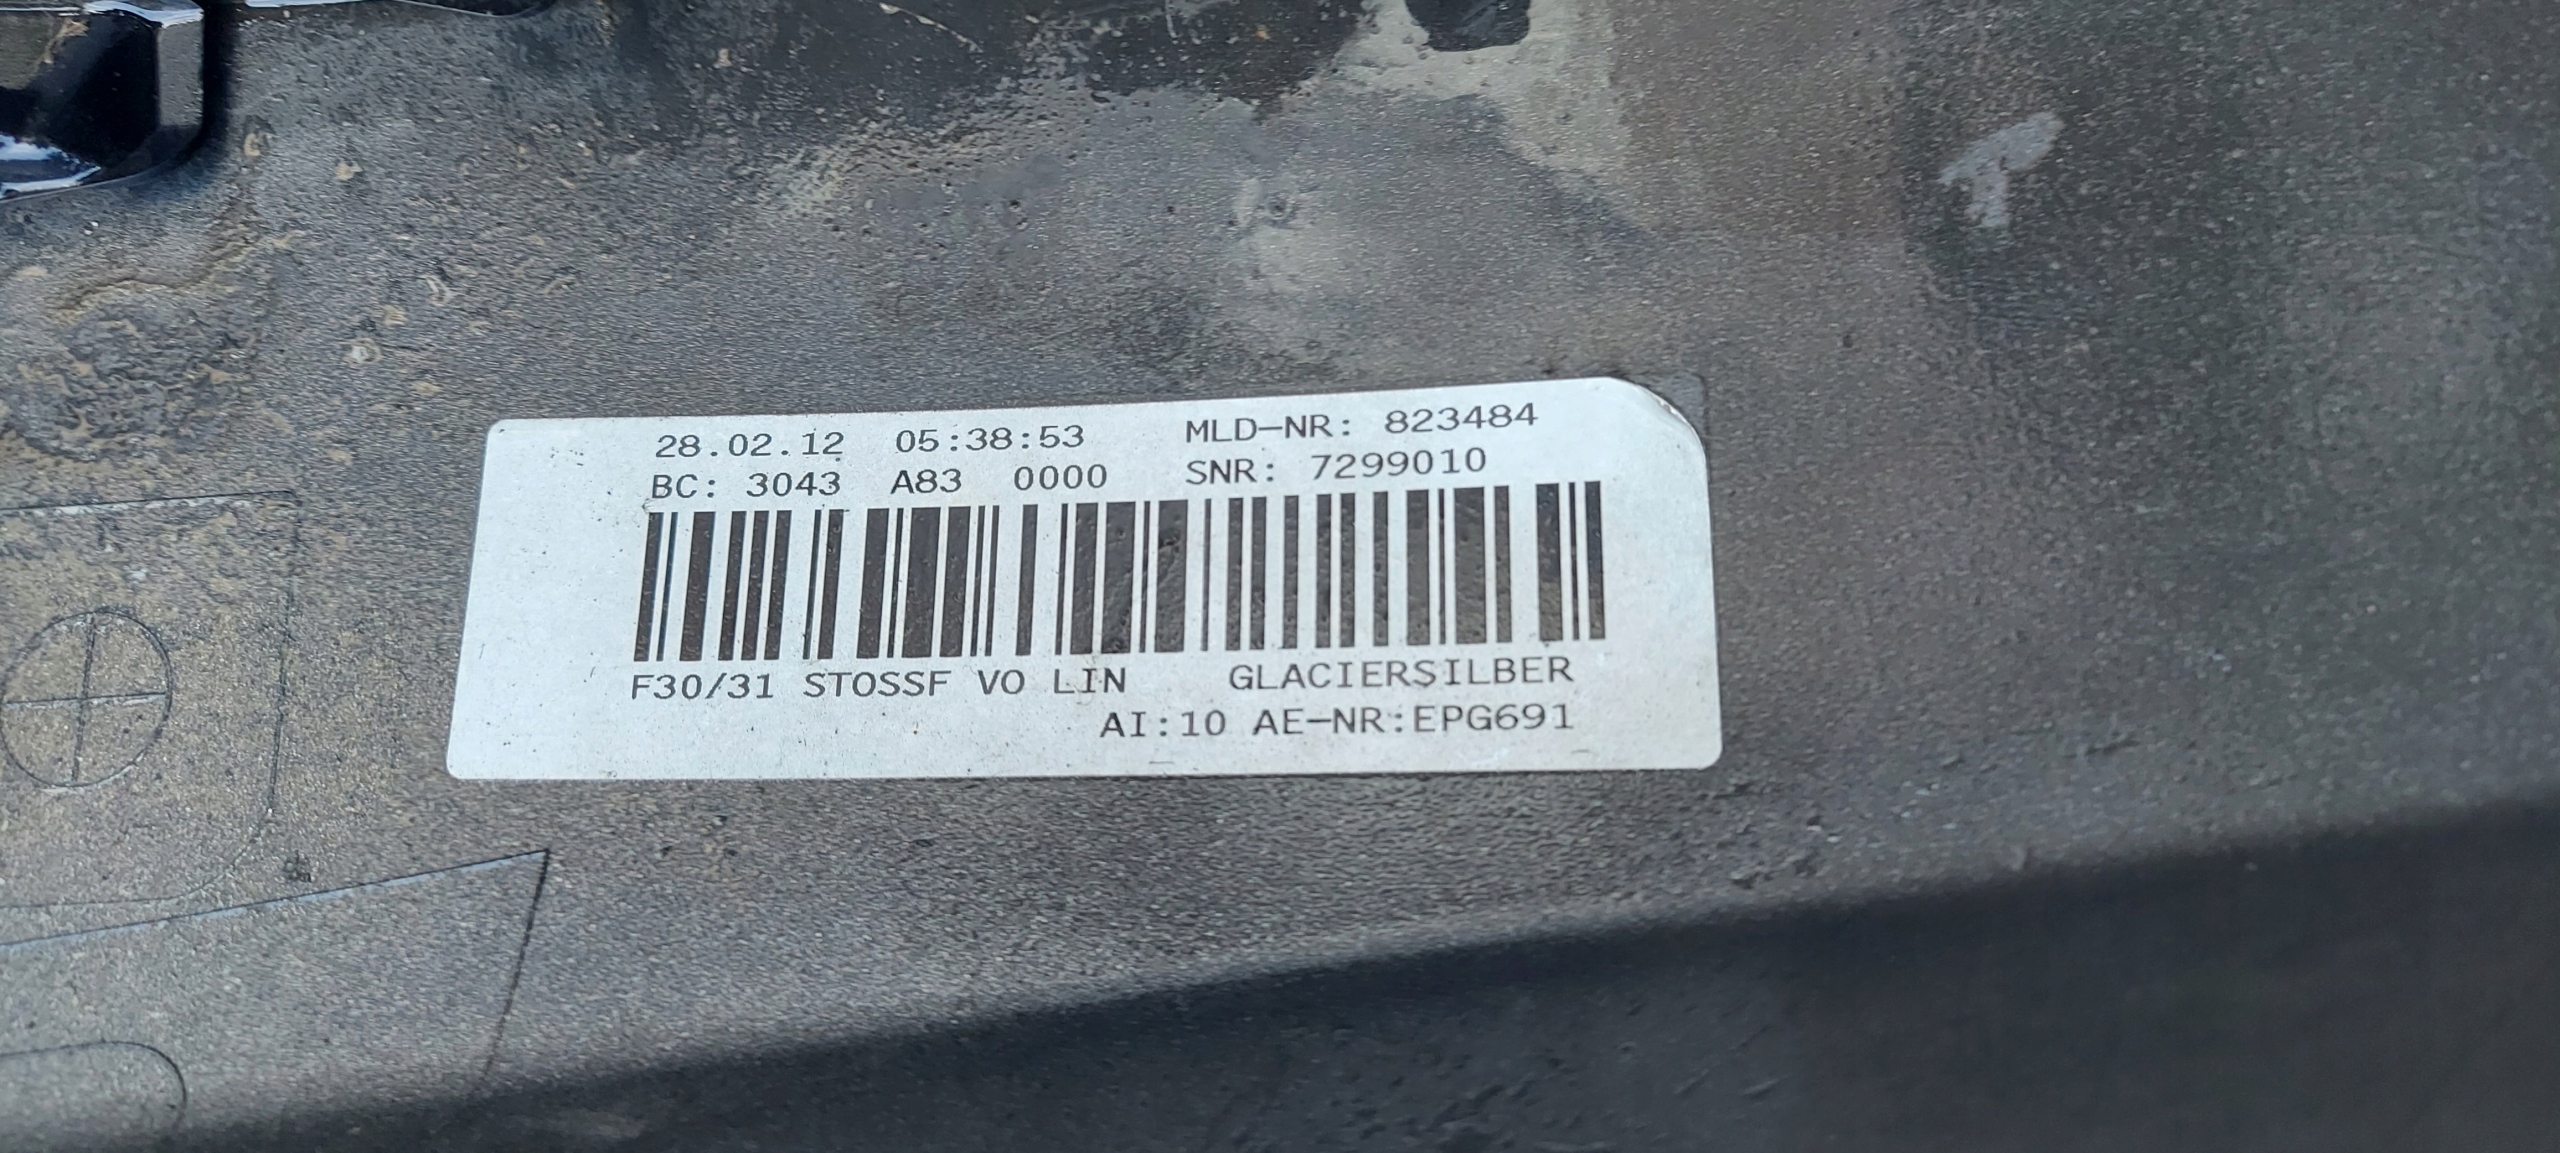 28.02.12 05:38:53 MLD-NR: 823484
BC: 3043 A83 0000 SNR: 7299010
F30/31 STOSSF VO LIN GLACIERSILBER
AI:10 AE-NR:EPG691